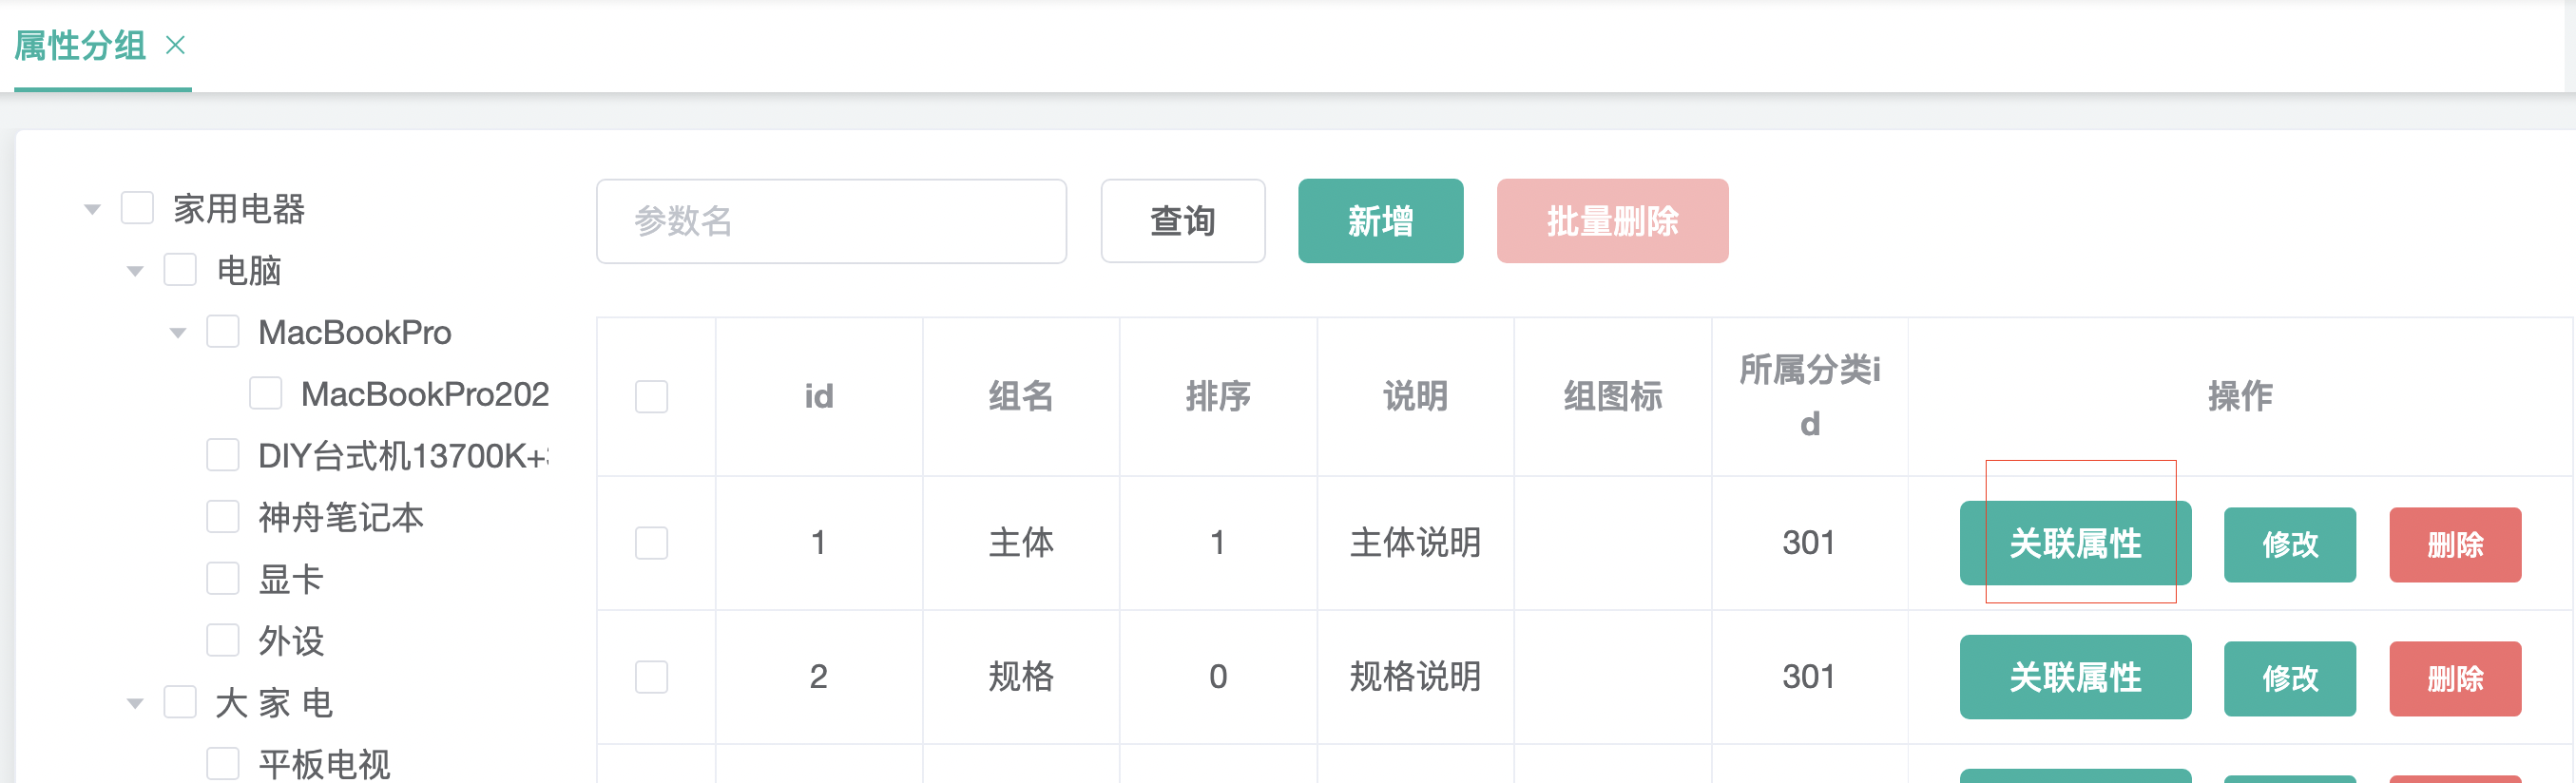 属性分组
家用电器
电脑
MacBookPro
MacBookPro202
DIY台式机13700K+
神舟笔记本
显卡
外设
大 家 电
平板电视
参数名 查询 新增 批量删除
id 组名 排序 说明 组图标 所属分类i 操作
d
1 主体 1 主体说明 301 关联属性 修改 删除
2 规格 0 规格说明 301 关联属性 修改 删除